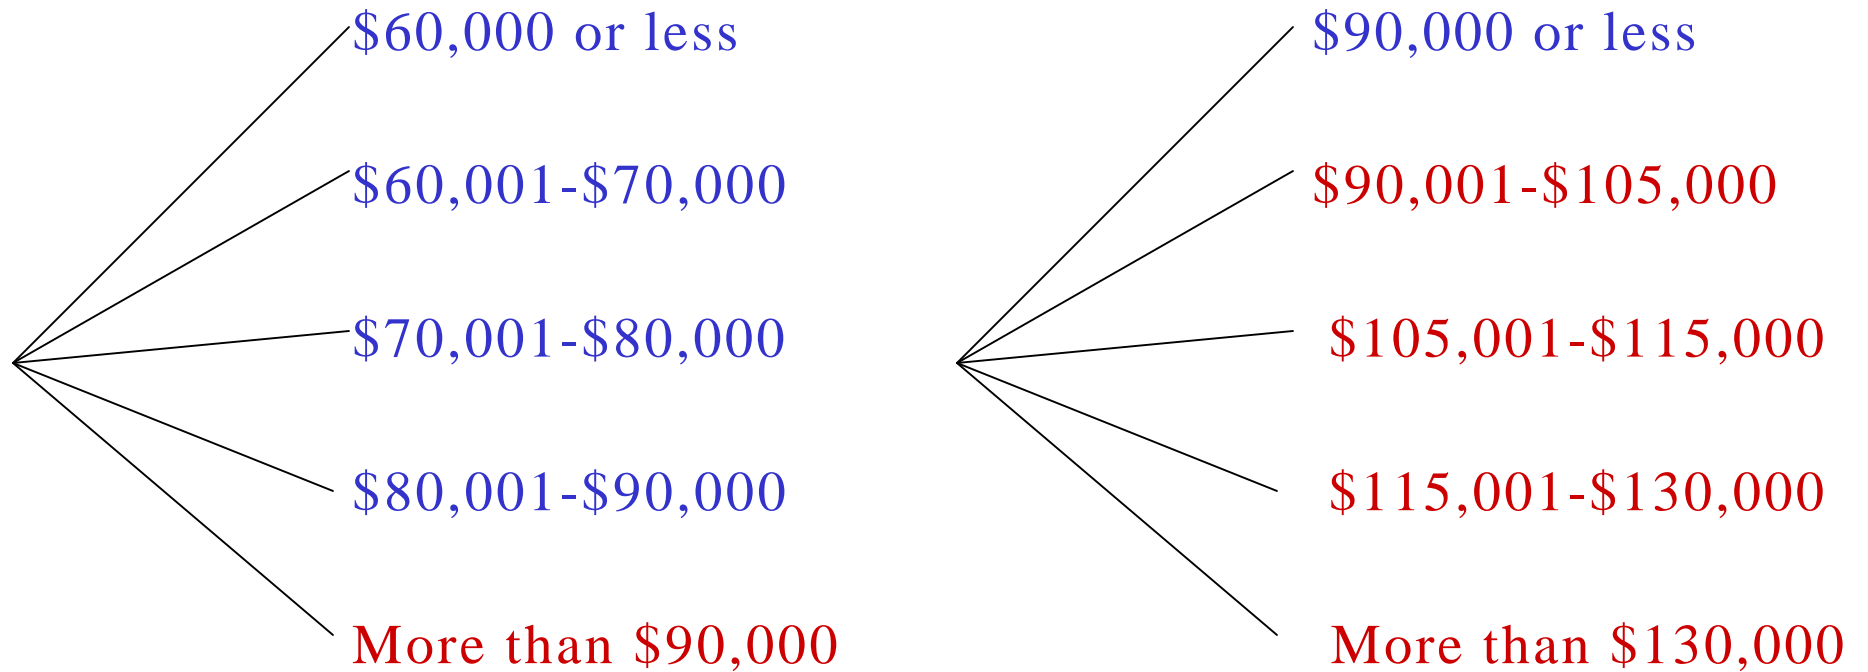 $60,000 or less
$60,001-$70,000
$70,001-$80,000
$80,001-$90,000
More than $90,000
$90,000 or less
$90,001-$105,000
$105,001-$115,000
$115,001-$130,000
More than $130,000